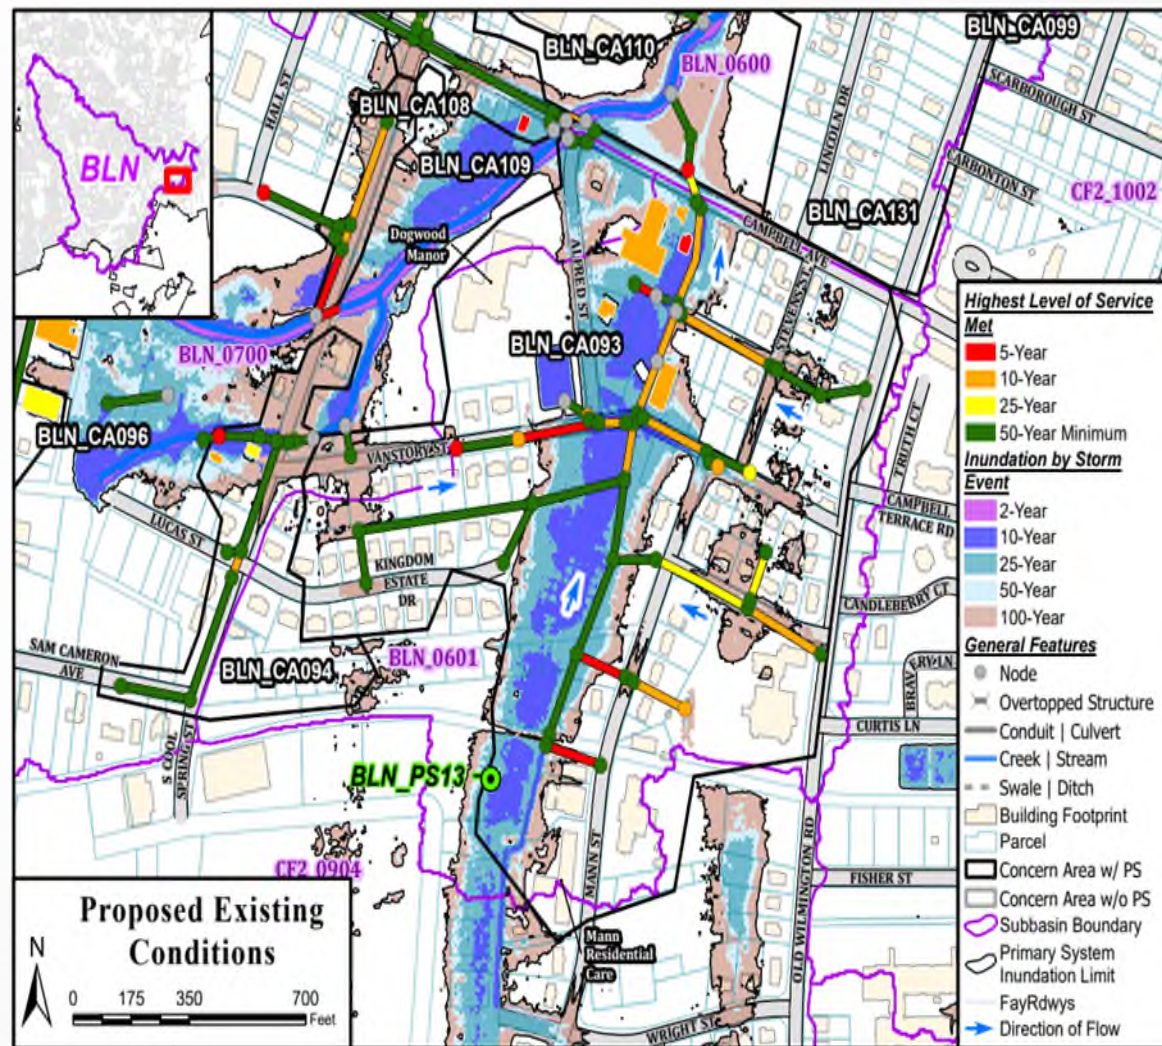 BLN
HALL ST
BLN_CA108
BLN_CA109
BLN_CA110
BLN_0600
BLN_CA099
SCARBOROUGH ST
LINCOLN DR
CARBONTON ST
CF2_1002
BLN_CA131
CAMPBELL AVE
Dogwood
Manor
ALFRED ST
STEVENS ST
BLN_0700
BLN_CA093
BLN_CA096
VANSTORY ST
TRUTH CT
CAMPBELL
TERRACE RD
LUCAS ST
KINGDOM
ESTATE
DR
CANDLEBERRY CT
SAM CAMERON
AVE
BLN_CA094
BLN_0601
BRAVERY LN
CURTIS LN
S COOL
SPRING ST
BLN_PS13
MANN ST
OLD WILMINGTON RD
CF2_0904
FISHER ST
Mann
Residential
Care
WRIGHT ST
Proposed Existing
Conditions
N
0 175 350 700
Feet
Highest Level of Service
Met
5-Year
10-Year
25-Year
50-Year Minimum
Inundation by Storm
Event
2-Year
10-Year
25-Year
50-Year
100-Year
General Features
Node
Overtopped Structure
Conduit | Culvert
Creek | Stream
Swale | Ditch
Building Footprint
Parcel
Concern Area w/ PS
Concern Area w/o PS
Subbasin Boundary
Primary System
Inundation Limit
FayRdwys
Direction of Flow